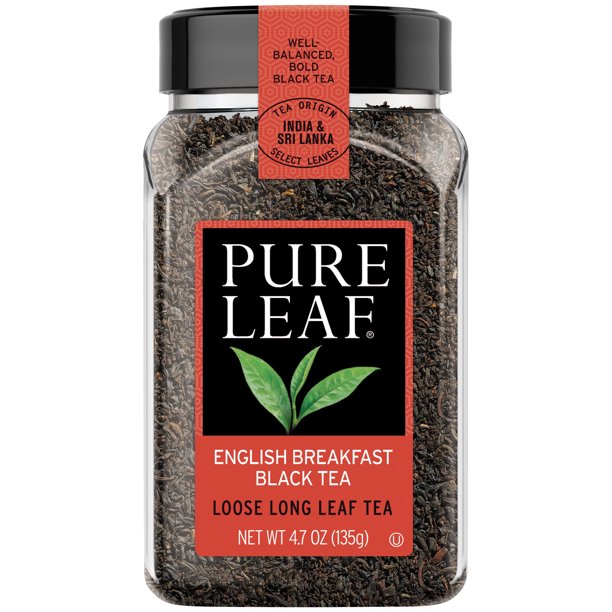 WELL-
BALANCED,
BOLD
BLACK TEA
TEA ORIGIN
INDIA &
SRI LANKA
SELECT LEAVES
PURE
LEAF®
ENGLISH BREAKFAST
BLACK TEA
LOOSE LONG LEAF TEA
NET WT 4.7 OZ (135g) Ⓤ